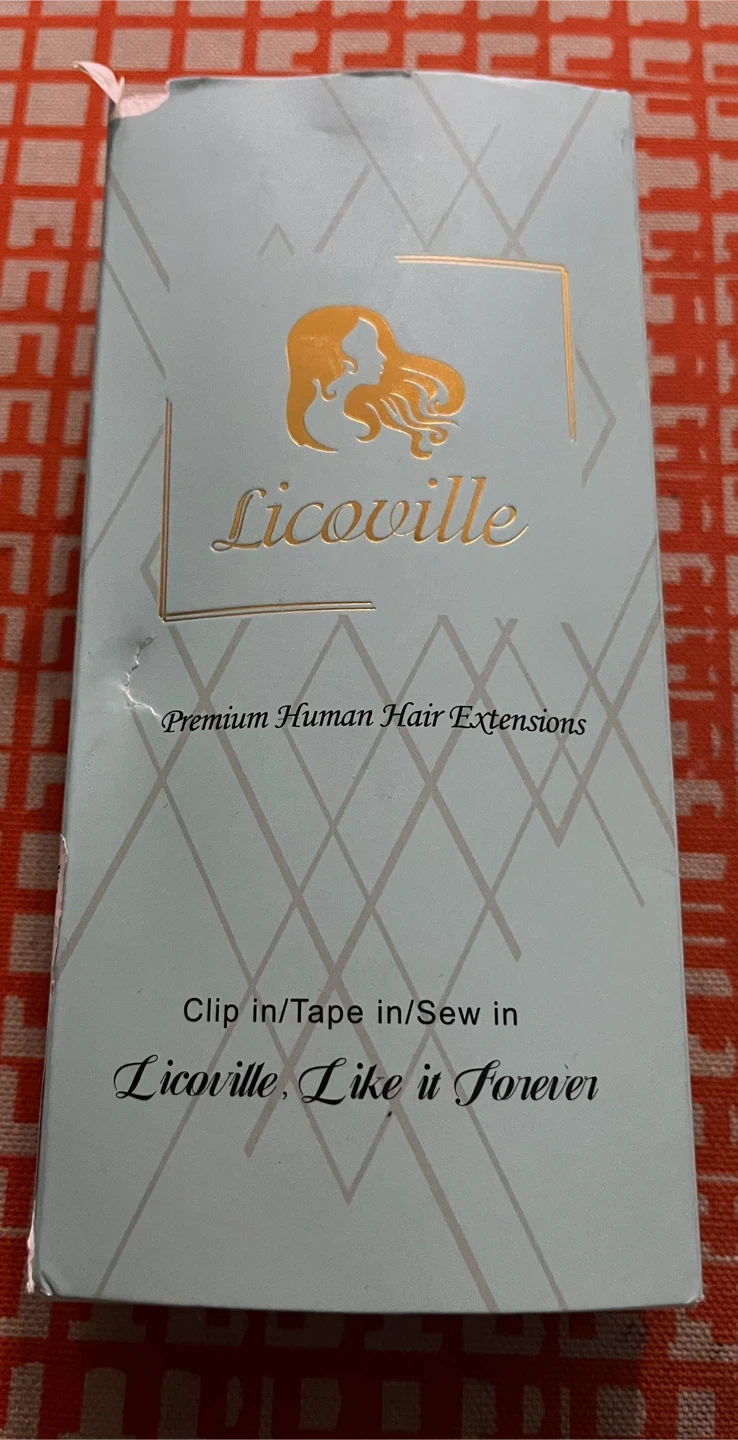 Licoville
Premium Human Hair Extensions
Clip in/Tape in/Sew in
Licoville, Like it Forever